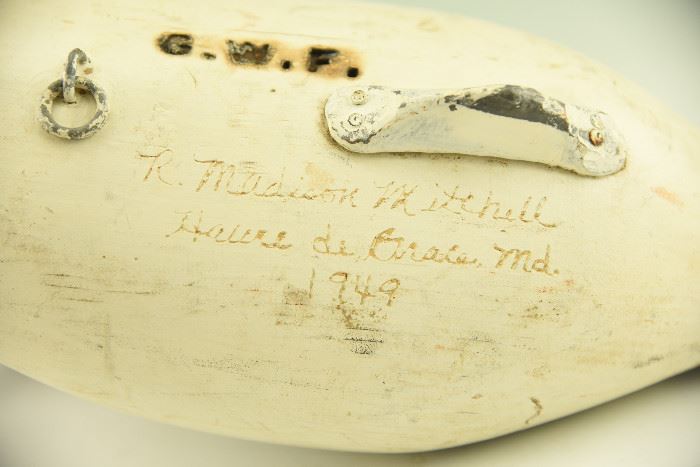 G.W.F.
R. Madison Mitchell
Havre de Grace, Md.
1949